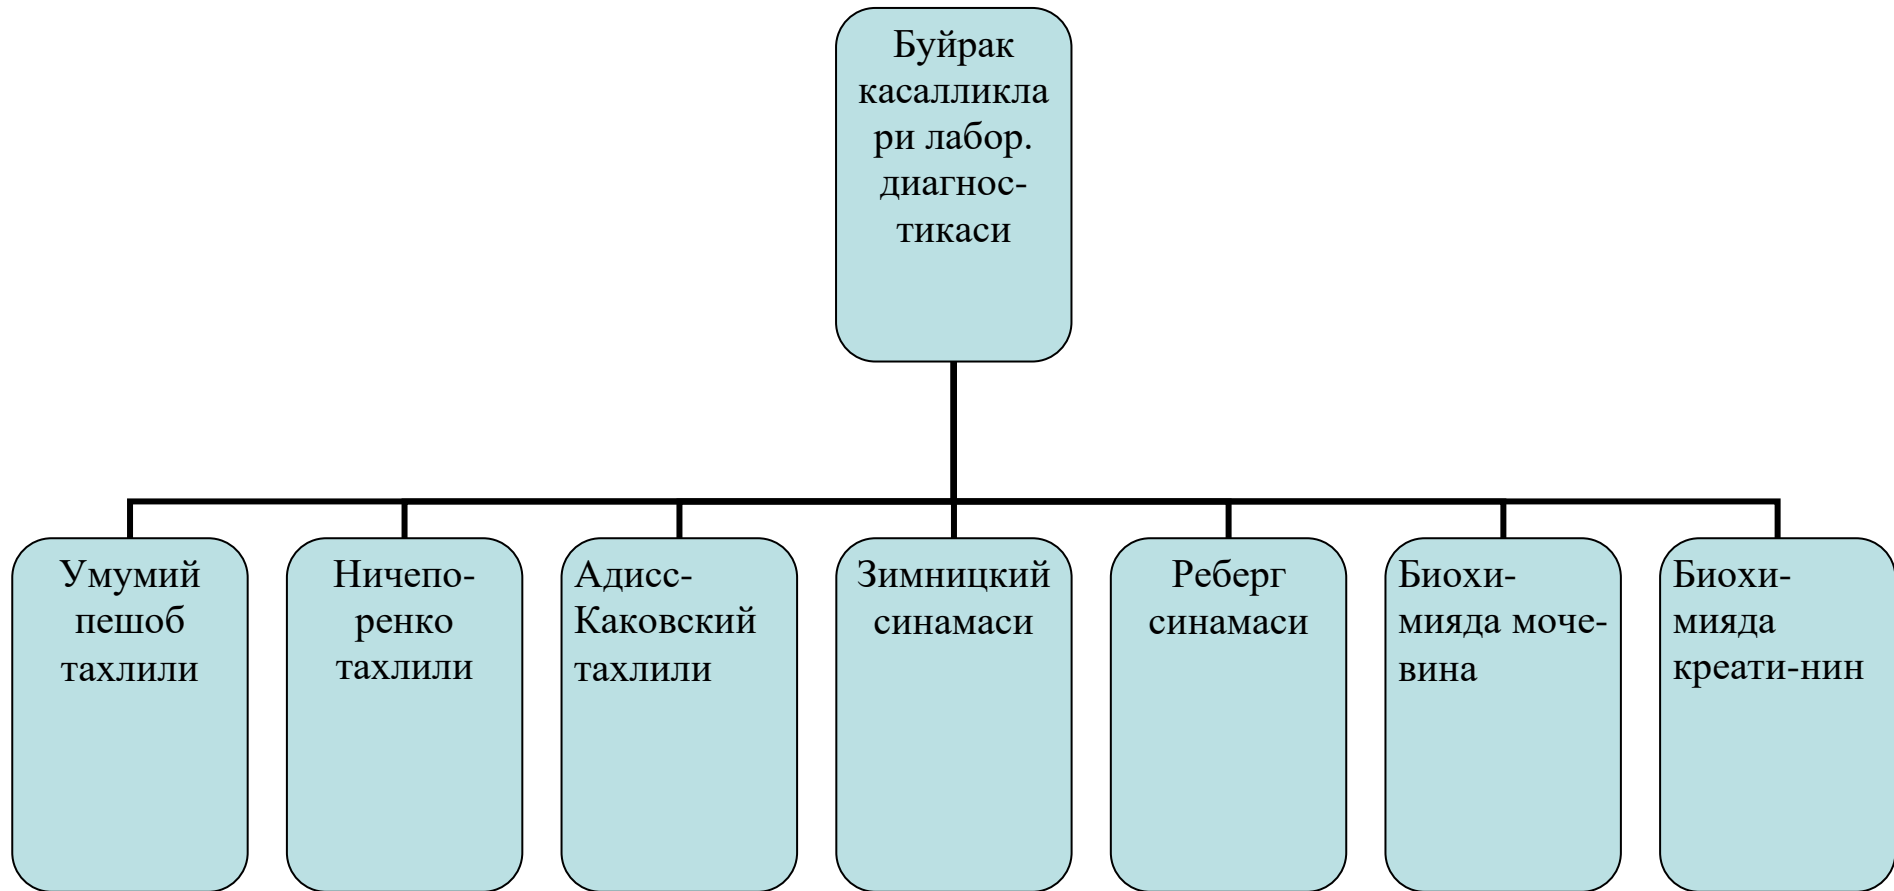 Буйрак
касалликла
ри лабор.
диагнос-
тикаси
Умумий
пешоб
тахлили
Ничепо-
ренко
тахлили
Адисс-
Каковский
тахлили
Зимницкий
синамаси
Реберг
синамаси
Биохи-
мияда моче-
вина
Биохи-
мияда
креати-нин